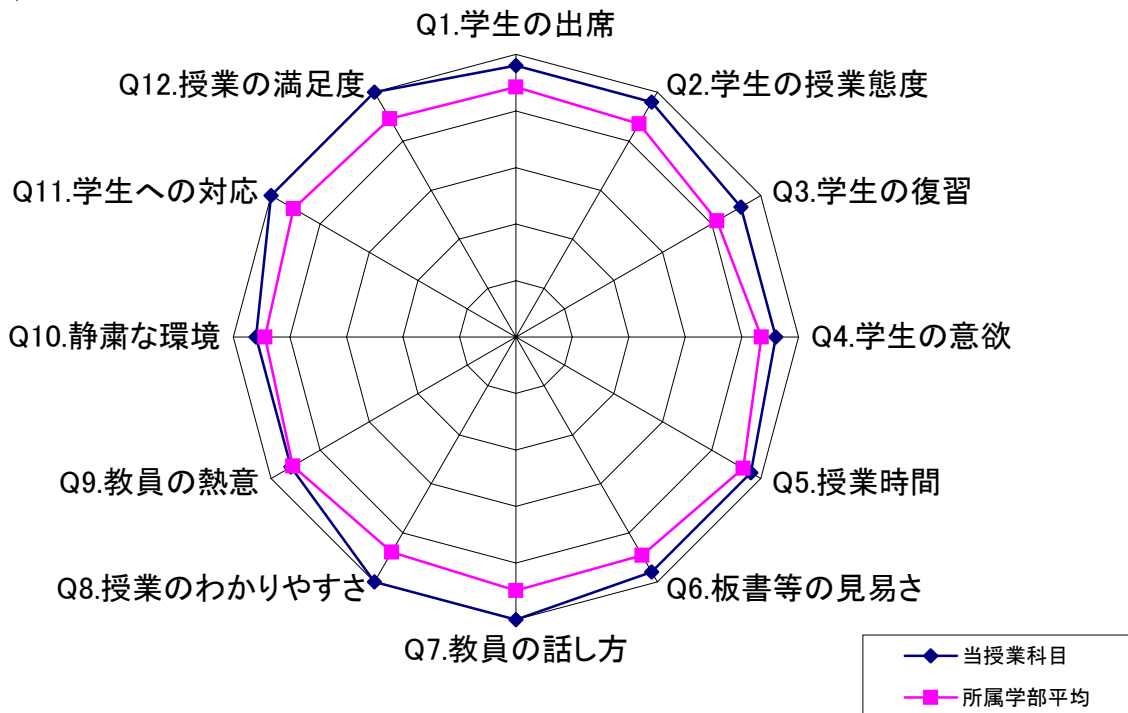 Q1.学生の出席
Q2.学生の授業態度
Q3.学生の復習
Q4.学生の意欲
Q5.授業時間
Q6.板書等の見易さ
Q7.教員の話し方
Q8.授業のわかりやすさ
Q9.教員の熱意
Q10.静粛な環境
Q11.学生への対応
Q12.授業の満足度
当授業科目
所属学部平均